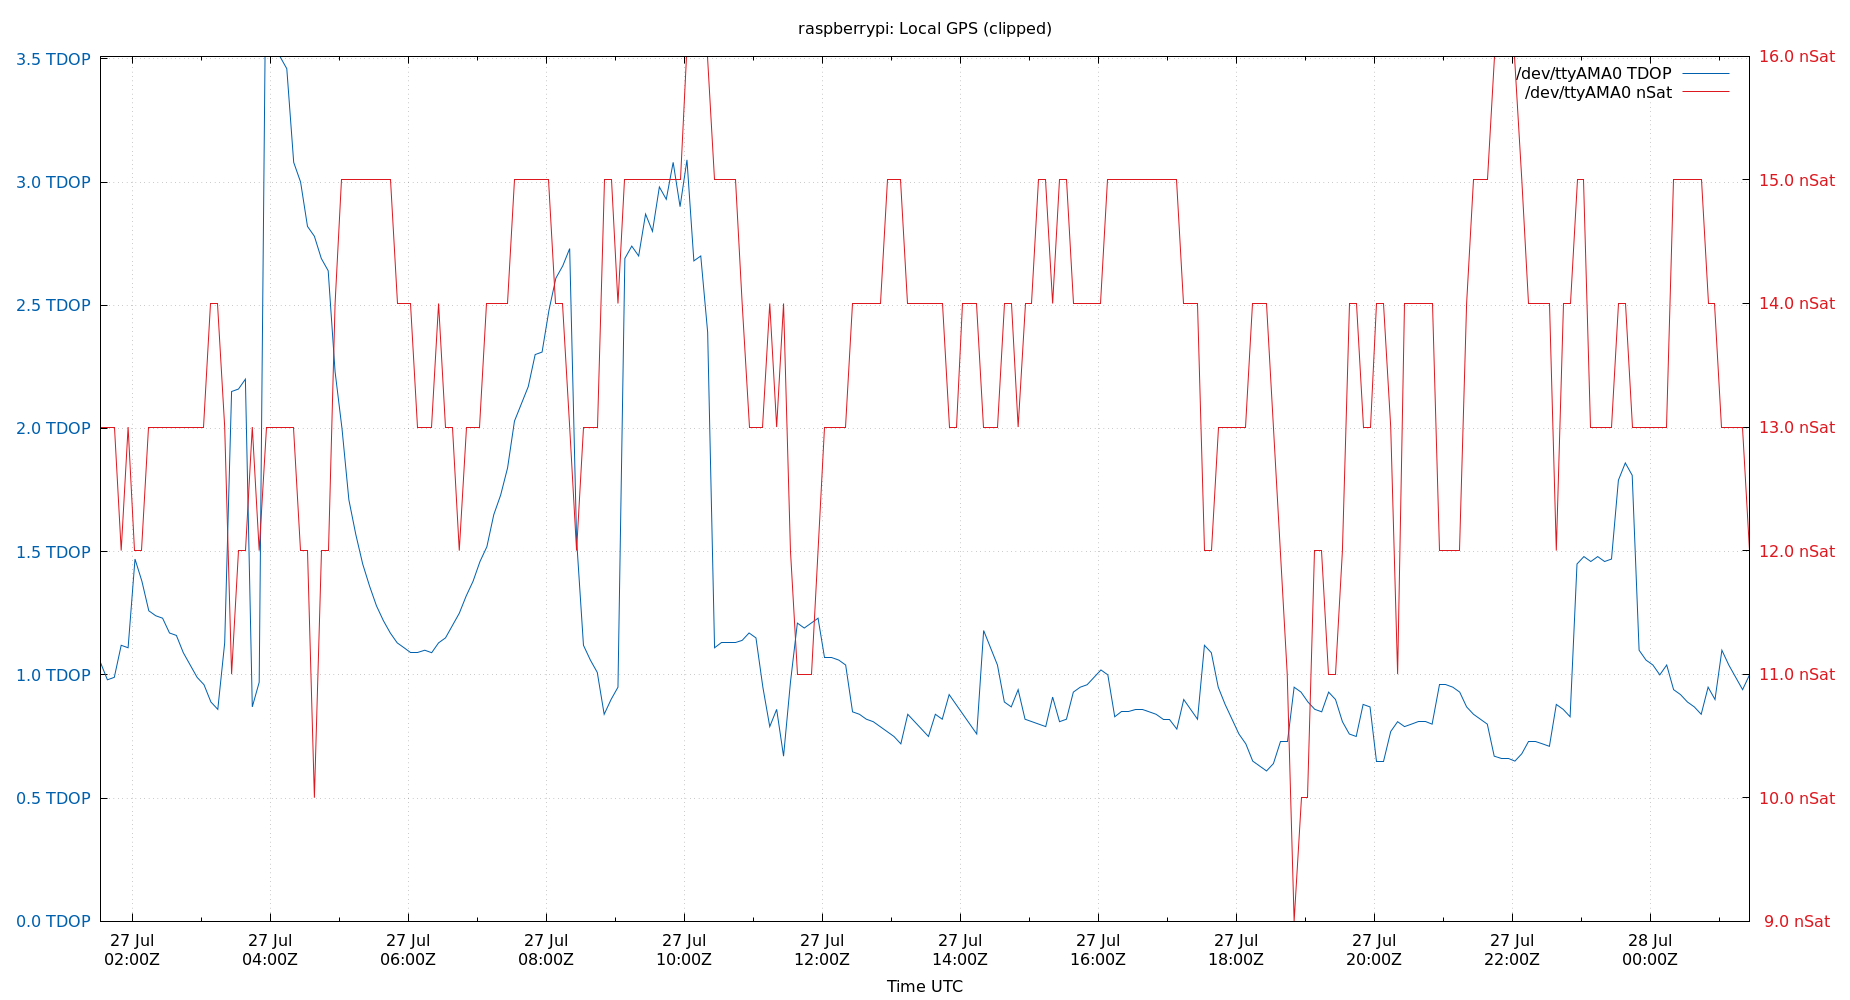 raspberrypi: Local GPS (clipped)
3.5 TDOP
3.0 TDOP
2.5 TDOP
2.0 TDOP
1.5 TDOP
1.0 TDOP
0.5 TDOP
0.0 TDOP
16.0 nSat
15.0 nSat
14.0 nSat
13.0 nSat
12.0 nSat
11.0 nSat
10.0 nSat
9.0 nSat
/dev/ttyAMA0 TDOP
/dev/ttyAMA0 nSat
27 Jul 27 Jul 27 Jul 27 Jul 27 Jul 27 Jul 27 Jul 27 Jul 27 Jul 27 Jul 27 Jul 28 Jul
02:00Z 04:00Z 06:00Z 08:00Z 10:00Z 12:00Z 14:00Z 16:00Z 18:00Z 20:00Z 22:00Z 00:00Z
Time UTC